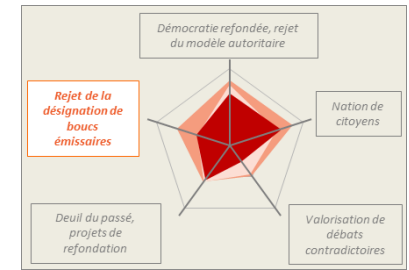 Démocratie refondée, rejet
du modèle autoritaire
Rejet de la
désignation de
boucs
émissaires
Nation de
citoyens
Deuil du passé,
projets de
refondation
Valorisation de
débats
contradictoires